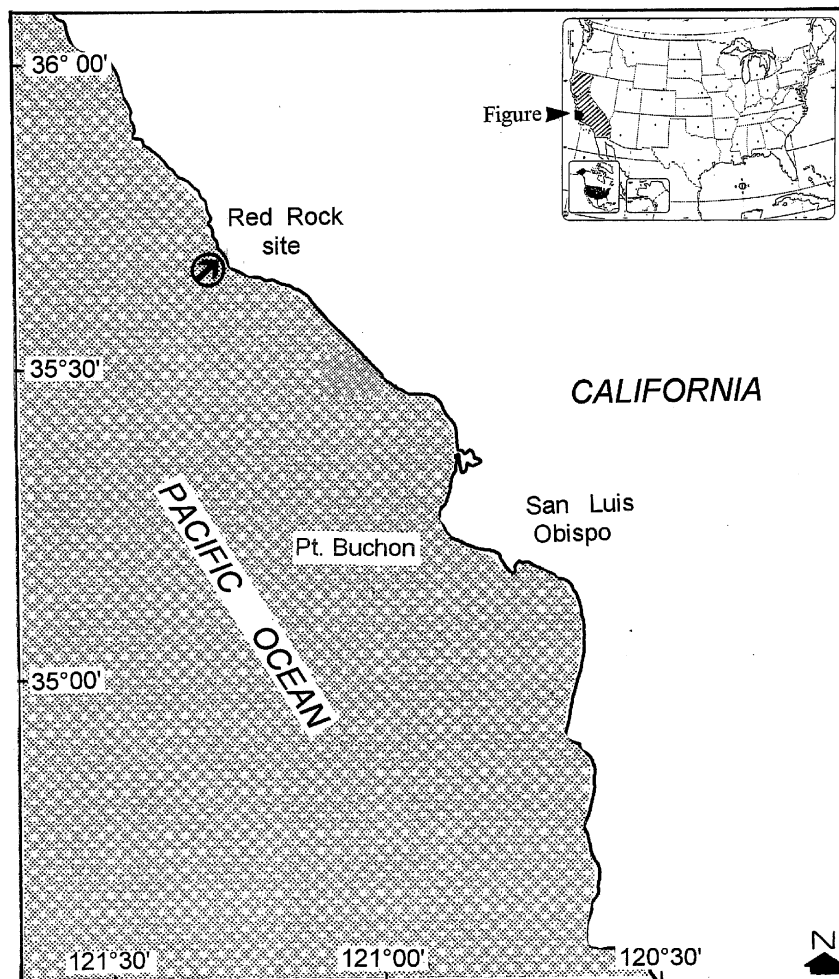 36° 00'
Figure
Red Rock
site
35°30'
CALIFORNIA
San Luis
Obispo
Pt. Buchon
PACIFIC OCEAN
35°00'
121°30'
121°00'
120°30'
N